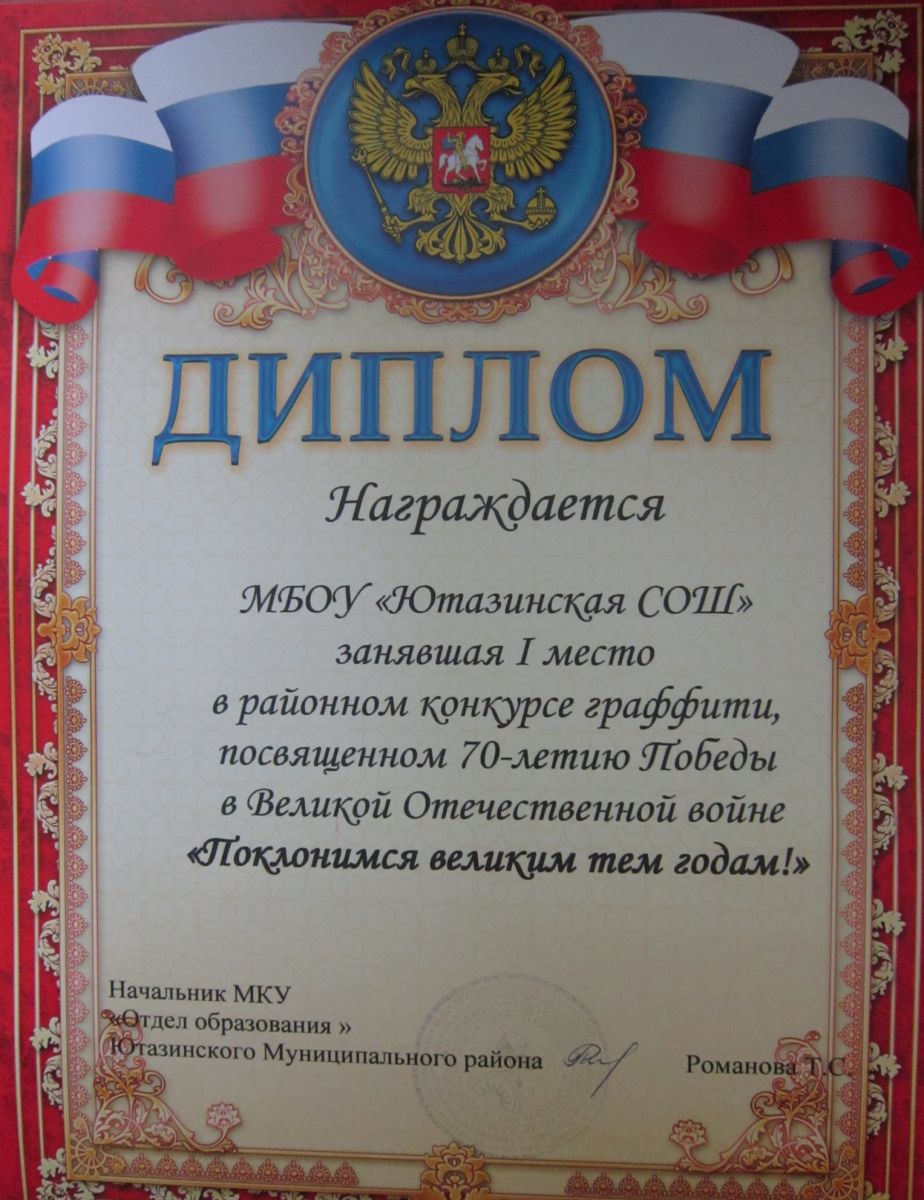 ДИПЛОМ
Награждается
МБОУ «Ютазинская СОШ»
занявшая I место
в районном конкурсе граффити,
посвященном 70-летию Победы
в Великой Отечественной войне
«Поклонимся великим тем годам!»
Начальник МКУ
«Отдел образования »
Ютазинского Муниципального района Романова Т.С.